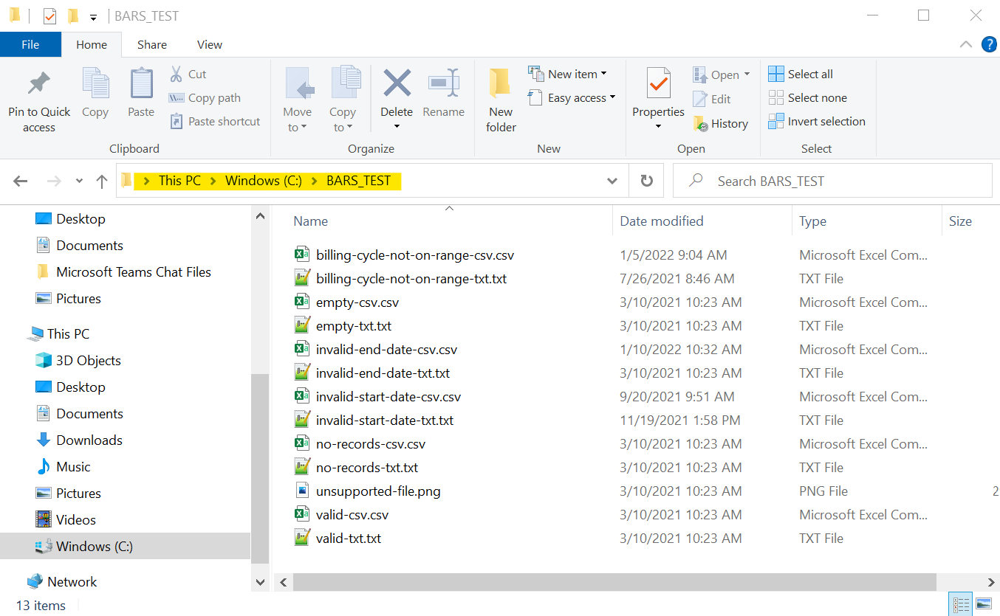 BARS_TEST
File Home Share View
Pin to Quick access
Copy
Paste
Cut
Copy path
Paste shortcut
Clipboard
Move to
Copy to
Delete
Rename
Organize
New folder
New item
Easy access
New
Properties
Open
Edit
History
Open
Select all
Select none
Invert selection
Select
This PC > Windows (C:) > BARS_TEST
Search BARS_TEST
Desktop
Documents
Microsoft Teams Chat Files
Pictures
This PC
3D Objects
Desktop
Documents
Downloads
Music
Pictures
Videos
Windows (C:)
Network
Name Date modified Type Size
billing-cycle-not-on-range-csv.csv 1/5/2022 9:04 AM Microsoft Excel Com...
billing-cycle-not-on-range-txt.txt 7/26/2021 8:46 AM TXT File
empty-csv.csv 3/10/2021 10:23 AM Microsoft Excel Com...
empty-txt.txt 3/10/2021 10:23 AM TXT File
invalid-end-date-csv.csv 1/10/2022 10:32 AM Microsoft Excel Com...
invalid-end-date-txt.txt 3/10/2021 10:23 AM TXT File
invalid-start-date-csv.csv 9/20/2021 9:51 AM Microsoft Excel Com...
invalid-start-date-txt.txt 11/19/2021 1:58 PM TXT File
no-records-csv.csv 3/10/2021 10:23 AM Microsoft Excel Com...
no-records-txt.txt 3/10/2021 10:23 AM TXT File
unsupported-file.png 3/10/2021 10:23 AM PNG File 2
valid-csv.csv 3/10/2021 10:23 AM Microsoft Excel Com...
valid-txt.txt 3/10/2021 10:23 AM TXT File
13 items